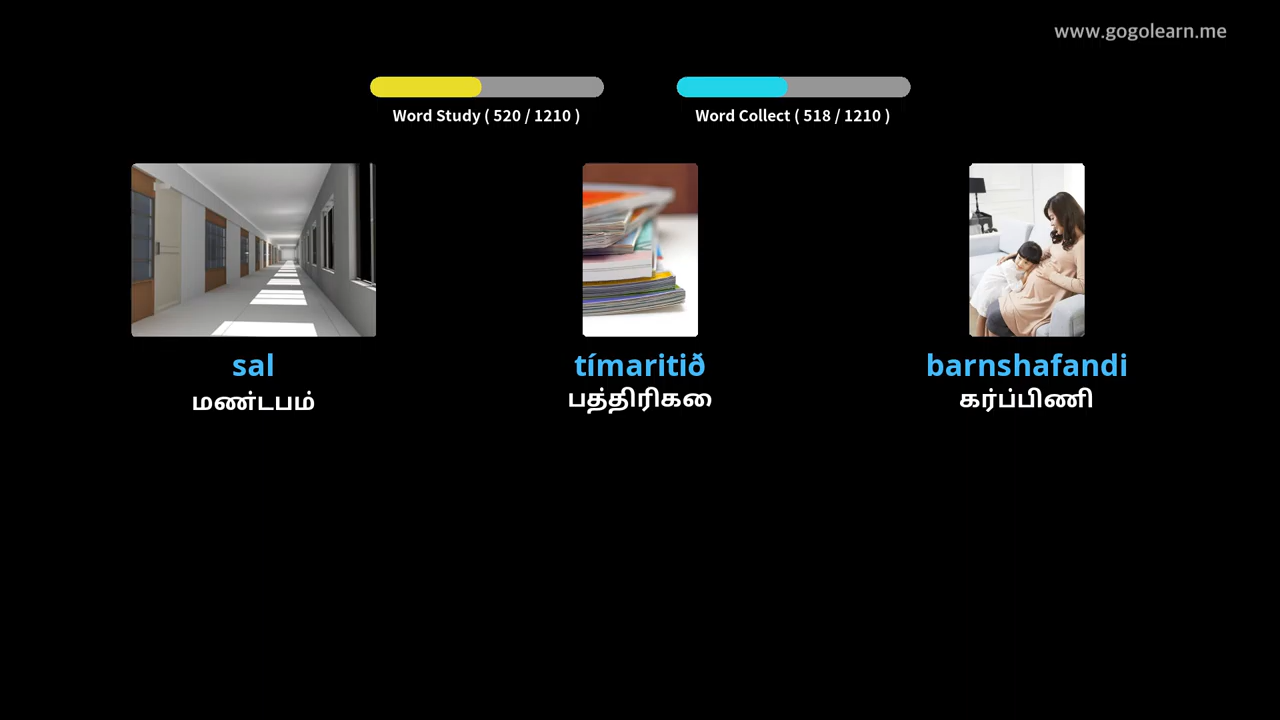 www.gogolearn.me
Word Study ( 520 / 1210 )
Word Collect ( 518 / 1210 )
sal
மண்டபம்
tímaritið
பத்திரிகை
barnshafandi
கர்ப்பிணி